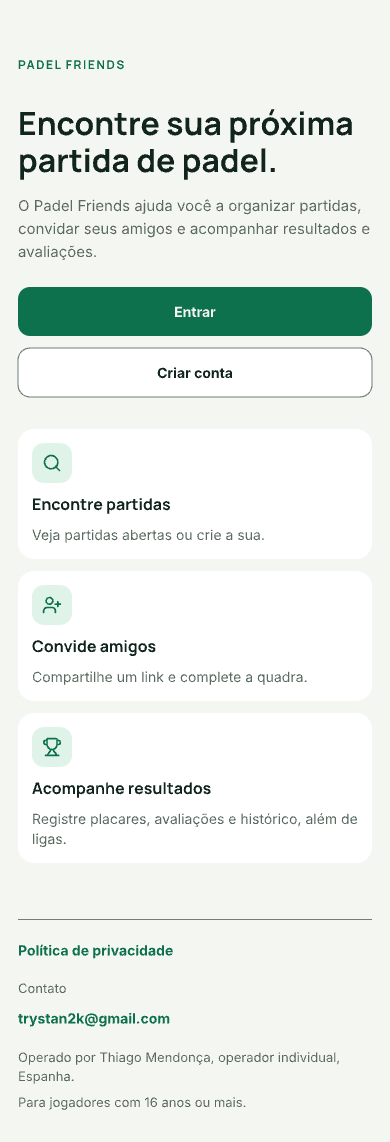 PADEL FRIENDS
Encontre sua próxima
partida de padel.
O Padel Friends ajuda você a organizar partidas,
convidar seus amigos e acompanhar resultados e
avaliações.
Entrar
Criar conta
Encontre partidas
Veja partidas abertas ou crie a sua.
Convide amigos
Compartilhe um link e complete a quadra.
Acompanhe resultados
Registre placares, avaliações e histórico, além de
ligas.
Política de privacidade
Contato
trystan2k@gmail.com
Operado por Thiago Mendonça, operador individual,
Espanha.
Para jogadores com 16 anos ou mais.